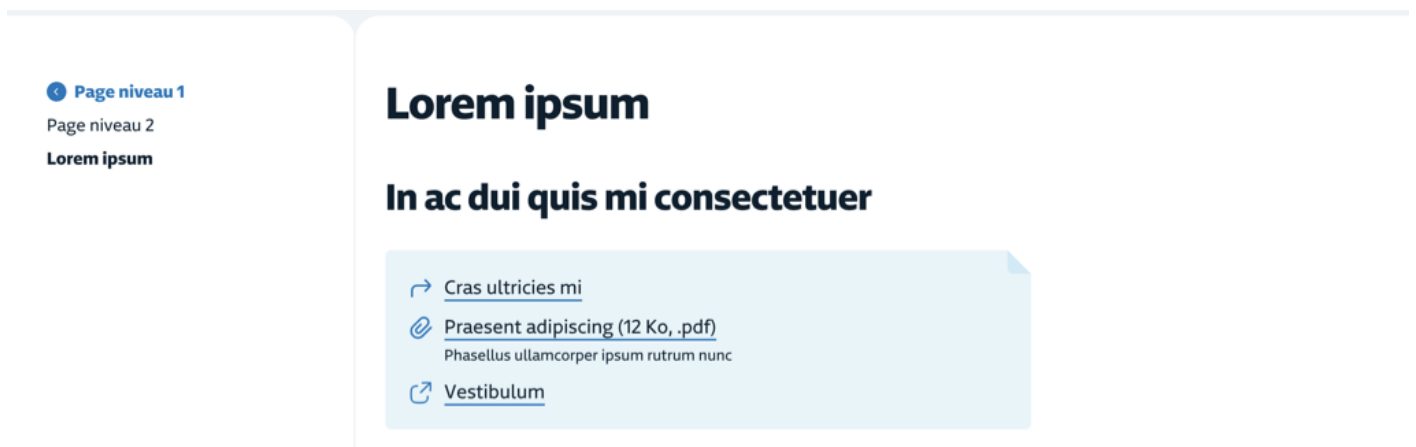 Page niveau 1
Page niveau 2
Lorem ipsum
Lorem ipsum
In ac dui quis mi consectetuer
Cras ultricies mi
Praesent adipiscing (12 Ko, .pdf)
Phasellus ullamcorper ipsum rutrum nunc
Vestibulum